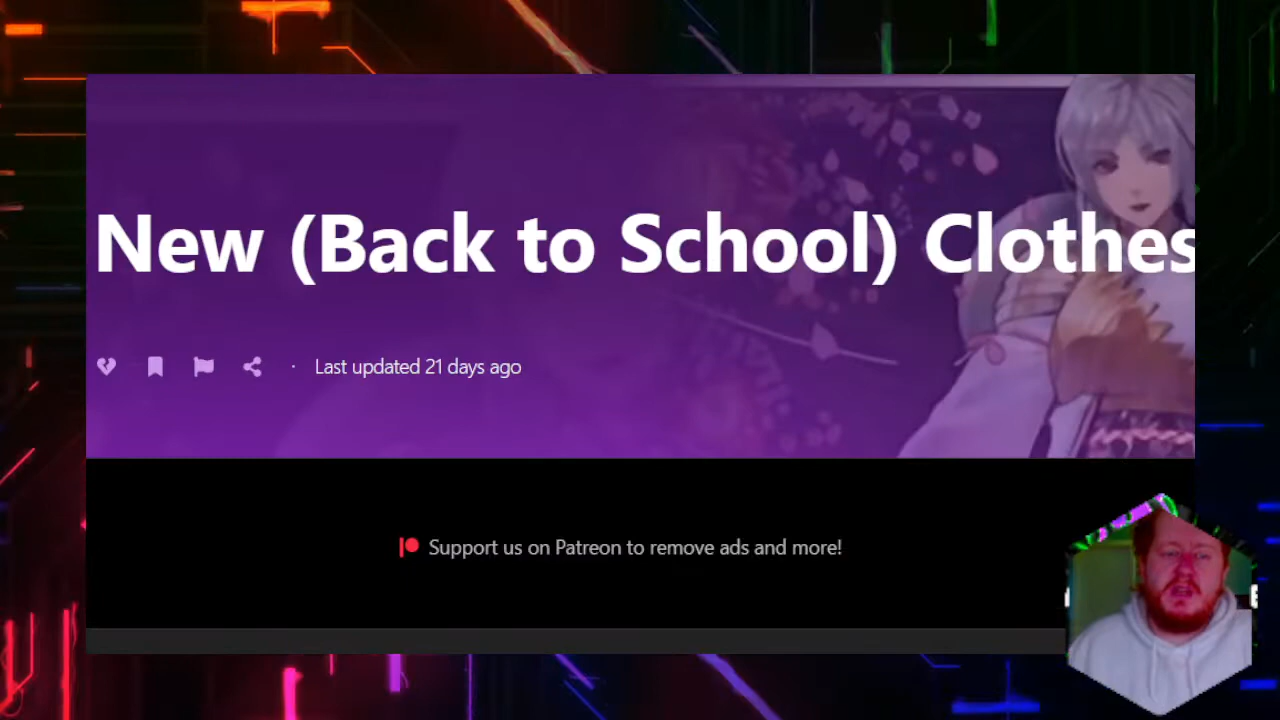 New (Back to School) Clothes
· Last updated 21 days ago
Support us on Patreon to remove ads and more!